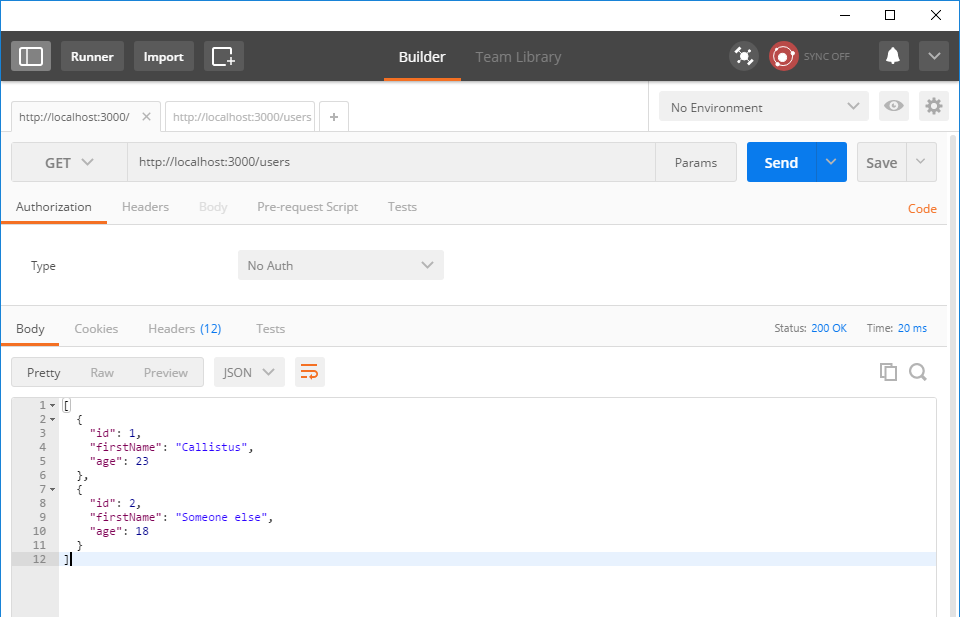 Runner Import Builder Team Library SYNC OFF
http://localhost:3000/ http://localhost:3000/users + No Environment
GET http://localhost:3000/users Params Send Save
Authorization Headers Body Pre-request Script Tests Code
Type No Auth
Body Cookies Headers (12) Tests Status: 200 OK Time: 20 ms
Pretty Raw Preview JSON
1 [
2 {
3 "id": 1,
4 "firstName": "Callistus",
5 "age": 23
6 },
7 {
8 "id": 2,
9 "firstName": "Someone else",
10 "age": 18
11 }
12 ]